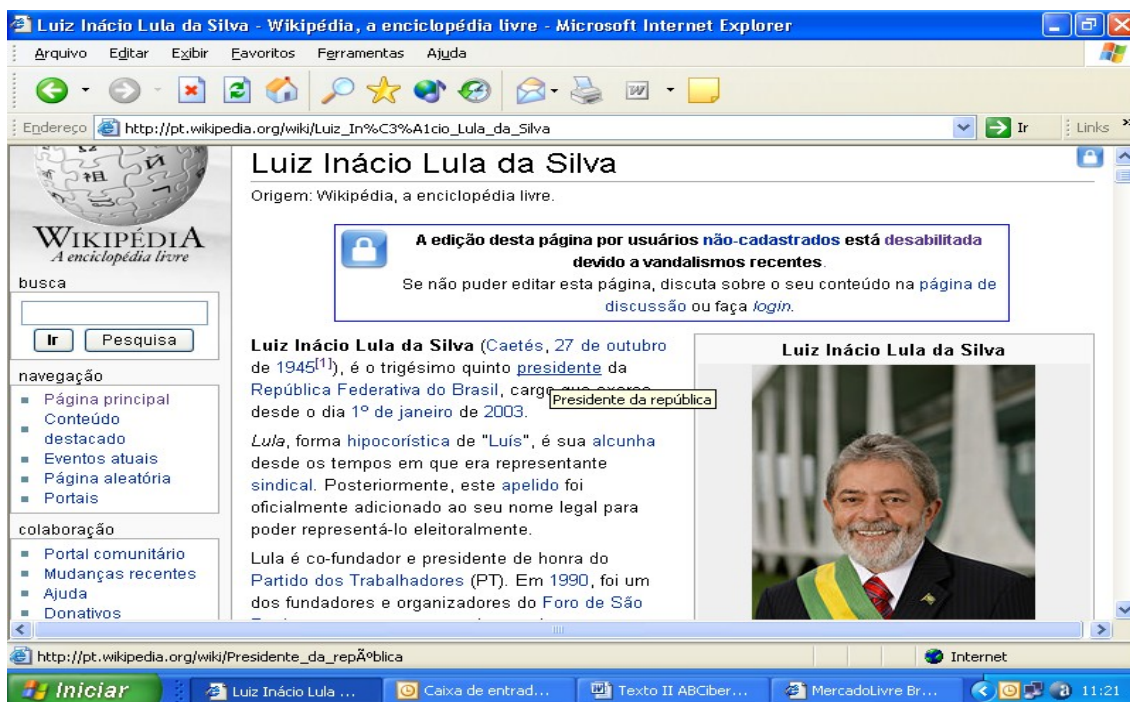 Luiz Inácio Lula da Silva - Wikipédia, a enciclopédia livre - Microsoft Internet Explorer
Arquivo Editar Exibir Favoritos Ferramentas Ajuda
Endereço http://pt.wikipedia.org/wiki/Luiz_In%C3%A1cio_Lula_da_Silva Ir Links »
WIKIPÉDIA
A enciclopédia livre
busca
Ir Pesquisa
navegação
Página principal
Conteúdo
destacado
Eventos atuais
Página aleatória
Portais
colaboração
Portal comunitário
Mudanças recentes
Ajuda
Donativos
Luiz Inácio Lula da Silva
Origem: Wikipédia, a enciclopédia livre.
A edição desta página por usuários não-cadastrados está desabilitada
devido a vandalismos recentes.
Se não puder editar esta página, discuta sobre o seu conteúdo na página de
discussão ou faça login.
Luiz Inácio Lula da Silva (Caetés, 27 de outubro
de 1945[1]), é o trigésimo quinto presidente da
República Federativa do Brasil, cargo que
Presidente da república
desde o dia 1º de janeiro de 2003.
Lula, forma hipocorística de "Luís", é sua alcunha
desde os tempos em que era representante
sindical. Posteriormente, este apelido foi
oficialmente adicionado ao seu nome legal para
poder representá-lo eleitoralmente.
Lula é co-fundador e presidente de honra do
Partido dos Trabalhadores (PT). Em 1990, foi um
dos fundadores e organizadores do Foro de São
Luiz Inácio Lula da Silva
http://pt.wikipedia.org/wiki/Presidente_da_repÃºblica Internet
Iniciar Luiz Inácio Lula ... Caixa de entrad... Texto II ABCiber... MercadoLivre Br... 11:21